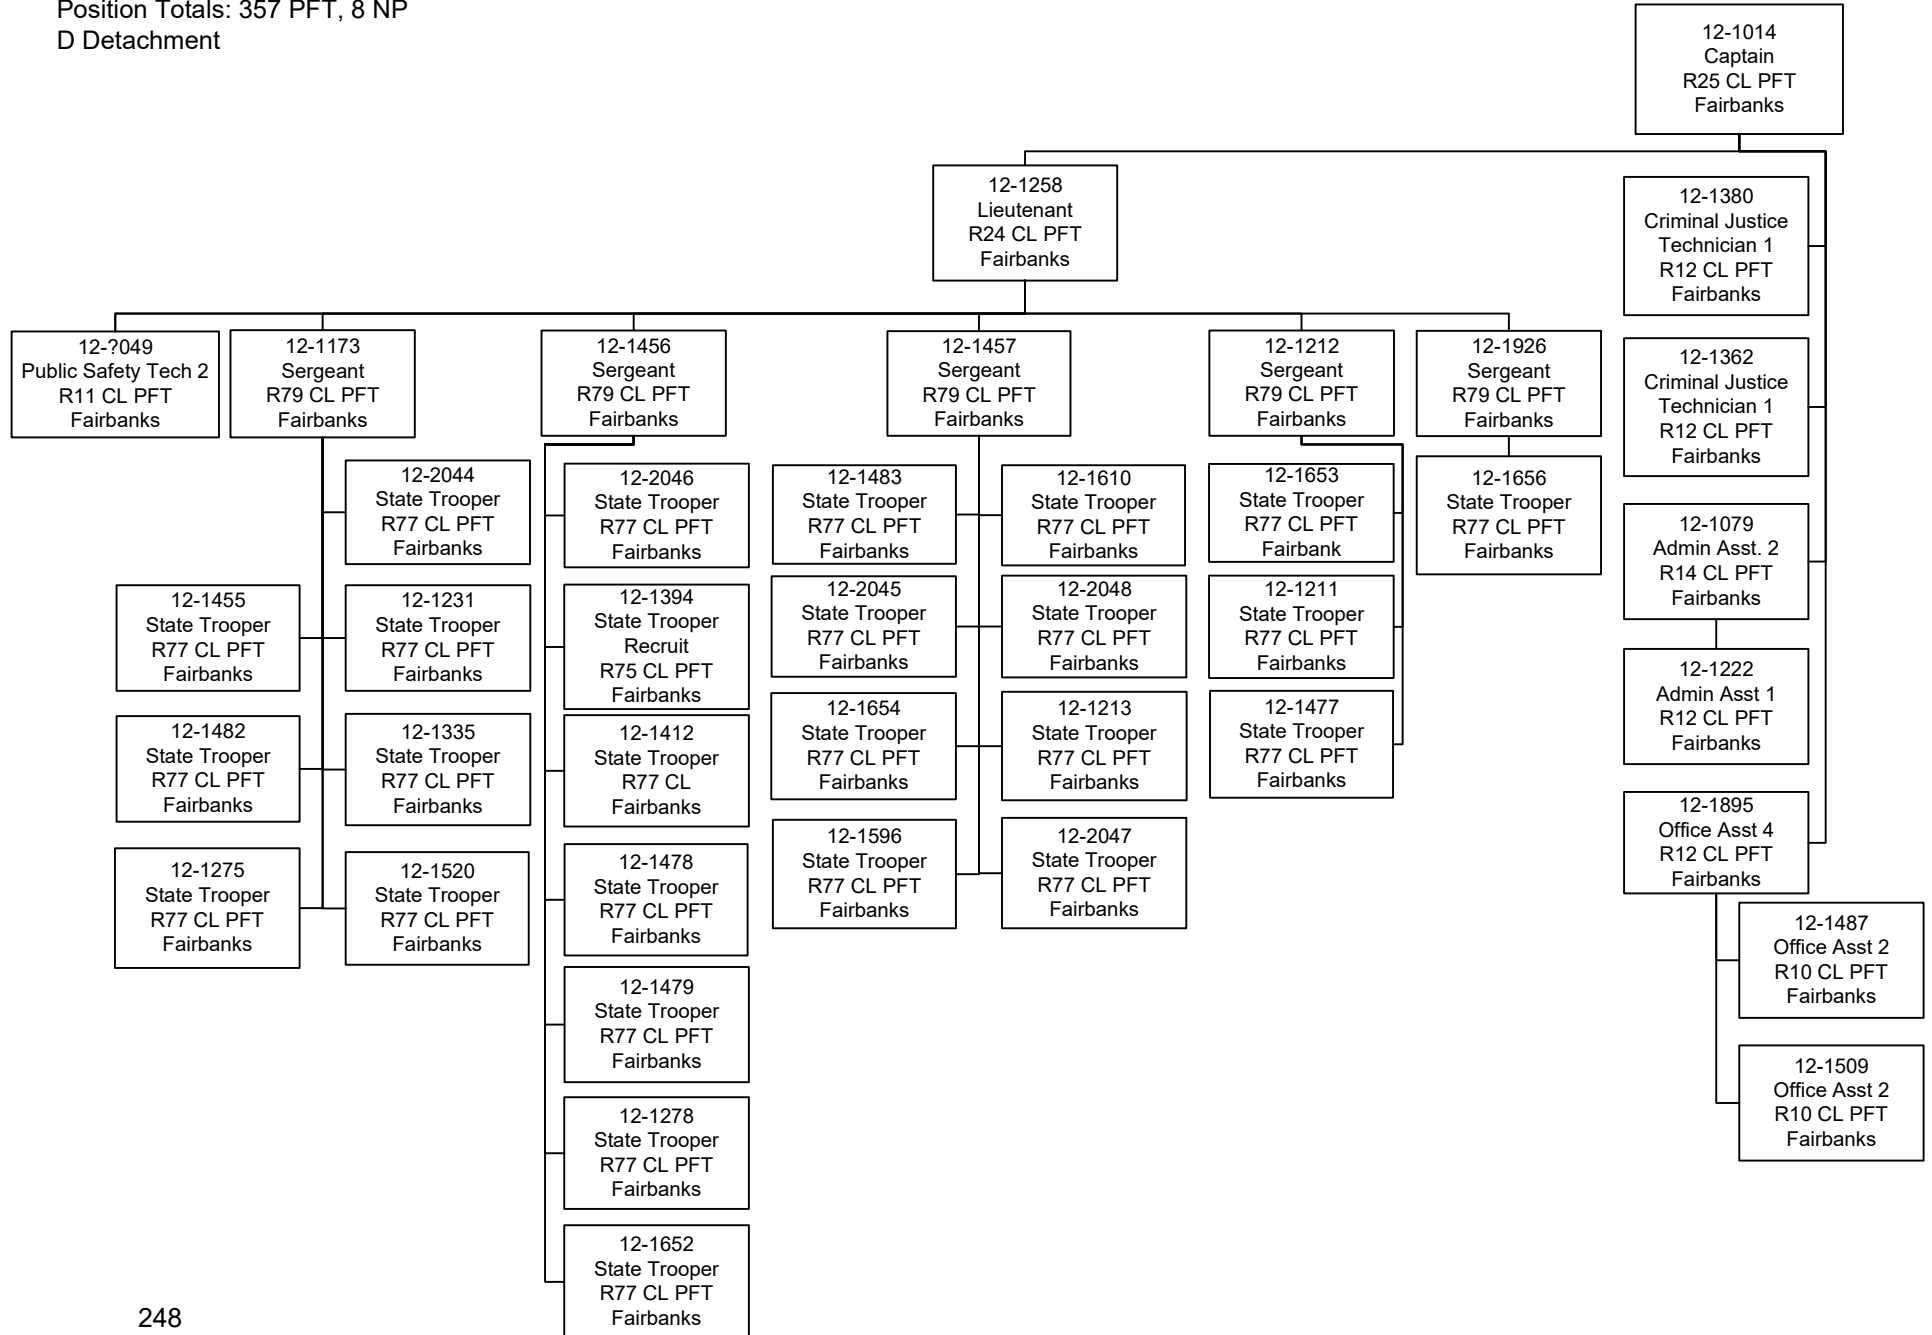 Position Totals: 357 PFT, 8 NP
D Detachment
12-1014
Captain
R25 CL PFT
Fairbanks
12-1258
Lieutenant
R24 CL PFT
Fairbanks
12-1380
Criminal Justice
Technician 1
R12 CL PFT
Fairbanks
12-1362
Criminal Justice
Technician 1
R12 CL PFT
Fairbanks
12-1079
Admin Asst. 2
R14 CL PFT
Fairbanks
12-1222
Admin Asst 1
R12 CL PFT
Fairbanks
12-1895
Office Asst 4
R12 CL PFT
Fairbanks
12-1487
Office Asst 2
R10 CL PFT
Fairbanks
12-1509
Office Asst 2
R10 CL PFT
Fairbanks
12-?049
Public Safety Tech 2
R11 CL PFT
Fairbanks
12-1173
Sergeant
R79 CL PFT
Fairbanks
12-2044
State Trooper
R77 CL PFT
Fairbanks
12-1455
State Trooper
R77 CL PFT
Fairbanks
12-1231
State Trooper
R77 CL PFT
Fairbanks
12-1482
State Trooper
R77 CL PFT
Fairbanks
12-1335
State Trooper
R77 CL PFT
Fairbanks
12-1275
State Trooper
R77 CL PFT
Fairbanks
12-1520
State Trooper
R77 CL PFT
Fairbanks
12-1456
Sergeant
R79 CL PFT
Fairbanks
12-2046
State Trooper
R77 CL PFT
Fairbanks
12-1394
State Trooper
Recruit
R75 CL PFT
Fairbanks
12-1412
State Trooper
R77 CL
Fairbanks
12-1478
State Trooper
R77 CL PFT
Fairbanks
12-1479
State Trooper
R77 CL PFT
Fairbanks
12-1278
State Trooper
R77 CL PFT
Fairbanks
12-1652
State Trooper
R77 CL PFT
Fairbanks
12-1457
Sergeant
R79 CL PFT
Fairbanks
12-1483
State Trooper
R77 CL PFT
Fairbanks
12-1610
State Trooper
R77 CL PFT
Fairbanks
12-2045
State Trooper
R77 CL PFT
Fairbanks
12-2048
State Trooper
R77 CL PFT
Fairbanks
12-1654
State Trooper
R77 CL PFT
Fairbanks
12-1213
State Trooper
R77 CL PFT
Fairbanks
12-1596
State Trooper
R77 CL PFT
Fairbanks
12-2047
State Trooper
R77 CL PFT
Fairbanks
12-1212
Sergeant
R79 CL PFT
Fairbanks
12-1653
State Trooper
R77 CL PFT
Fairbank
12-1211
State Trooper
R77 CL PFT
Fairbanks
12-1477
State Trooper
R77 CL PFT
Fairbanks
12-1926
Sergeant
R79 CL PFT
Fairbanks
12-1656
State Trooper
R77 CL PFT
Fairbanks
248